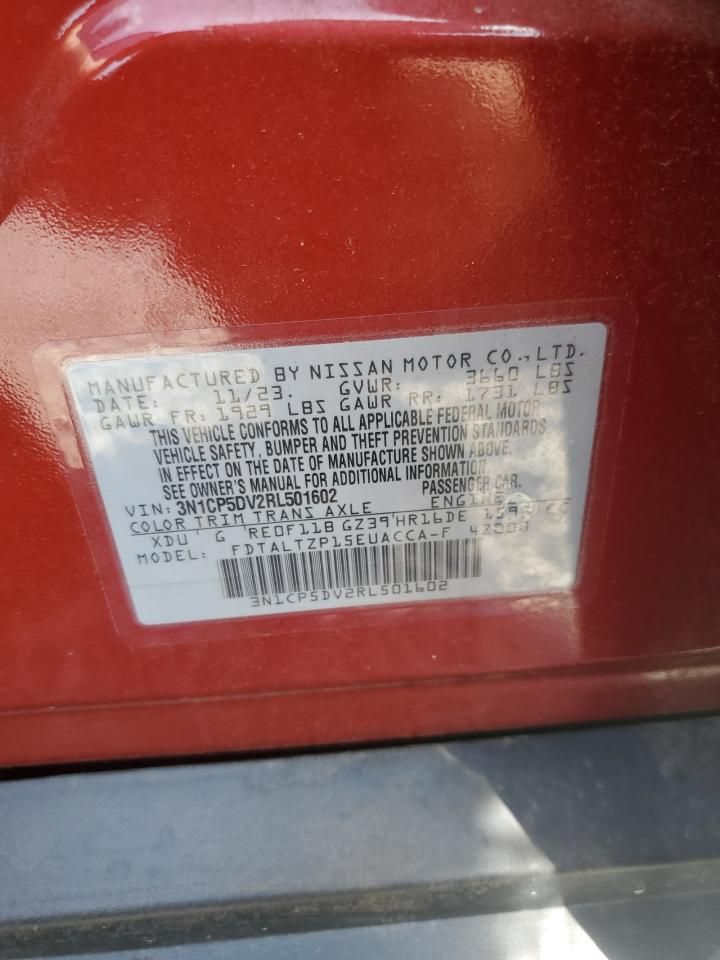 MANUFACTURED BY NISSAN MOTOR CO., LTD.
DATE: 11/23. GVWR: 3660 LBS
GAWR FR: 1929 LBS GAWR RR: 1731 LBS
THIS VEHICLE CONFORMS TO ALL APPLICABLE FEDERAL MOTOR
VEHICLE SAFETY, BUMPER AND THEFT PREVENTION STANDARDS
IN EFFECT ON THE DATE OF MANUFACTURE SHOWN ABOVE.
SEE OWNER'S MANUAL FOR ADDITIONAL INFORMATION.
VIN: 3N1CP5DV2RL501602 PASSENGER CAR.
COLOR TRIM TRANS AXLE ENGINE CC
XDU G RE0F11B GZ39 HR16DE
MODEL: FDTALTZP15EUACCA-F
3N1CP5DV2RL501602